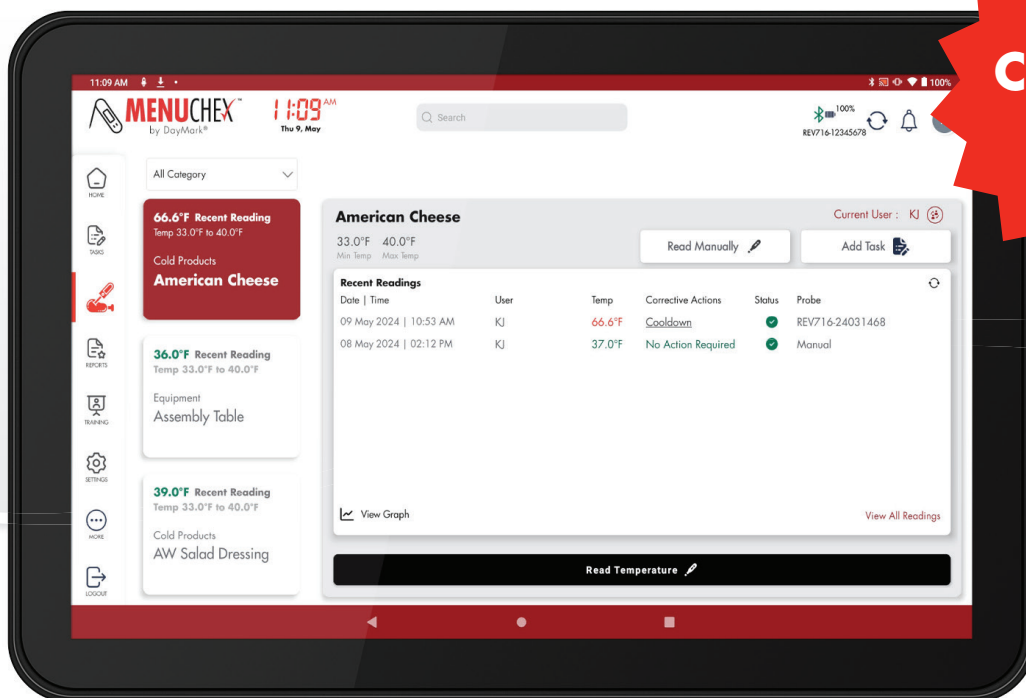 C
11:09 AM
100%
MENUCHEX™
by DayMark®
11:09 AM
Thu 9, May
Search
100%
REV716-12345678
HOME
TASKS
REPORTS
TRAINING
SETTINGS
MORE
LOGOUT
All Category
66.6°F Recent Reading
Temp 33.0°F to 40.0°F
Cold Products
American Cheese
36.0°F Recent Reading
Temp 33.0°F to 40.0°F
Equipment
Assembly Table
39.0°F Recent Reading
Temp 33.0°F to 40.0°F
Cold Products
AW Salad Dressing
American Cheese
Current User : KJ
33.0°F 40.0°F
Min Temp Max Temp
Read Manually
Add Task
Recent Readings
Date | Time User Temp Corrective Actions Status Probe
09 May 2024 | 10:53 AM KJ 66.6°F Cooldown REV716-24031468
08 May 2024 | 02:12 PM KJ 37.0°F No Action Required Manual
View Graph
View All Readings
Read Temperature